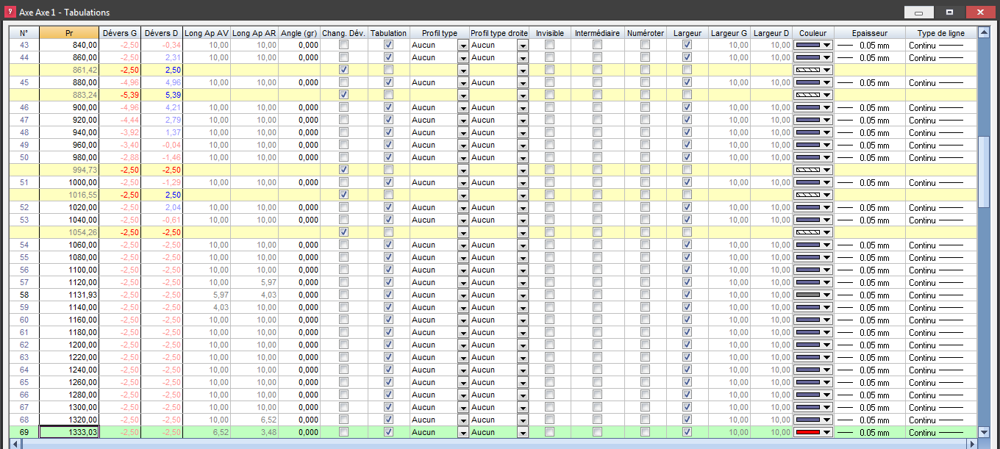 9 Axe Axe 1 - Tabulations
N° Pr Dévers G Dévers D Long Ap AV Long Ap AR Angle (gr) Chang. Dév. Tabulation Profil type Profil type droite Invisible Intermédiaire Numéroter Largeur Largeur G Largeur D Couleur Epaisseur Type de ligne
43 840,00 -2,50 -0,34 10,00 10,00 0,000 Aucun Aucun 10,00 10,00 0.05 mm Continu
44 860,00 -2,50 2,31 10,00 10,00 0,000 Aucun Aucun 10,00 10,00 0.05 mm Continu
861,42 -2,50 2,50
45 880,00 -4,96 4,96 10,00 10,00 0,000 Aucun Aucun 10,00 10,00 0.05 mm Continu
883,24 -5,39 5,39
46 900,00 -4,96 4,21 10,00 10,00 0,000 Aucun Aucun 10,00 10,00 0.05 mm Continu
47 920,00 -4,44 2,79 10,00 10,00 0,000 Aucun Aucun 10,00 10,00 0.05 mm Continu
48 940,00 -3,92 1,37 10,00 10,00 0,000 Aucun Aucun 10,00 10,00 0.05 mm Continu
49 960,00 -3,40 -0,04 10,00 10,00 0,000 Aucun Aucun 10,00 10,00 0.05 mm Continu
50 980,00 -2,88 -1,46 10,00 10,00 0,000 Aucun Aucun 10,00 10,00 0.05 mm Continu
994,73 -2,50 -2,50
51 1000,00 -2,50 -1,29 10,00 10,00 0,000 Aucun Aucun 10,00 10,00 0.05 mm Continu
1016,55 -2,50 2,50
52 1020,00 -2,50 2,04 10,00 10,00 0,000 Aucun Aucun 10,00 10,00 0.05 mm Continu
53 1040,00 -2,50 -0,61 10,00 10,00 0,000 Aucun Aucun 10,00 10,00 0.05 mm Continu
1054,26 -2,50 -2,50
54 1060,00 -2,50 -2,50 10,00 10,00 0,000 Aucun Aucun 10,00 10,00 0.05 mm Continu
55 1080,00 -2,50 -2,50 10,00 10,00 0,000 Aucun Aucun 10,00 10,00 0.05 mm Continu
56 1100,00 -2,50 -2,50 10,00 10,00 0,000 Aucun Aucun 10,00 10,00 0.05 mm Continu
57 1120,00 -2,50 -2,50 10,00 5,97 0,000 Aucun Aucun 10,00 10,00 0.05 mm Continu
58 1131,93 -2,50 -2,50 5,97 4,03 0,000 Aucun Aucun 10,00 10,00 0.05 mm Continu
59 1140,00 -2,50 -2,50 4,03 10,00 0,000 Aucun Aucun 10,00 10,00 0.05 mm Continu
60 1160,00 -2,50 -2,50 10,00 10,00 0,000 Aucun Aucun 10,00 10,00 0.05 mm Continu
61 1180,00 -2,50 -2,50 10,00 10,00 0,000 Aucun Aucun 10,00 10,00 0.05 mm Continu
62 1200,00 -2,50 -2,50 10,00 10,00 0,000 Aucun Aucun 10,00 10,00 0.05 mm Continu
63 1220,00 -2,50 -2,50 10,00 10,00 0,000 Aucun Aucun 10,00 10,00 0.05 mm Continu
64 1240,00 -2,50 -2,50 10,00 10,00 0,000 Aucun Aucun 10,00 10,00 0.05 mm Continu
65 1260,00 -2,50 -2,50 10,00 10,00 0,000 Aucun Aucun 10,00 10,00 0.05 mm Continu
66 1280,00 -2,50 -2,50 10,00 10,00 0,000 Aucun Aucun 10,00 10,00 0.05 mm Continu
67 1300,00 -2,50 -2,50 10,00 10,00 0,000 Aucun Aucun 10,00 10,00 0.05 mm Continu
68 1320,00 -2,50 -2,50 10,00 6,52 0,000 Aucun Aucun 10,00 10,00 0.05 mm Continu
69 1333,03 -2,50 -2,50 6,52 3,48 0,000 Aucun Aucun 10,00 10,00 0.05 mm Continu